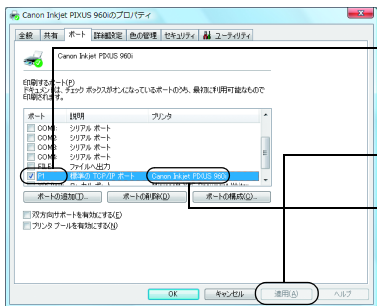 Canon Inkjet PIXUS 960iのプロパティ
全般 共有 ポート 詳細設定 色の管理 セキュリティ ユーティリティ
Canon Inkjet PIXUS 960i
印刷するポート(P)
ドキュメントは、チェック ボックスがオンになっているポートのうち、最初に利用可能なもので
印刷されます。
ポート 説明 プリンタ
COM1: シリアル ポート
COM2: シリアル ポート
COM3: シリアル ポート
COM4: シリアル ポート
FILE: ファイルへ出力
P1 標準の TCP/IP ポート Canon Inkjet PIXUS 960i
ポートの追加(T)... ポートの削除(D) ポートの構成(C)...
双方向サポートを有効にする(E)
プリンタ プールを有効にする(N)
OK キャンセル 適用(A) ヘルプ